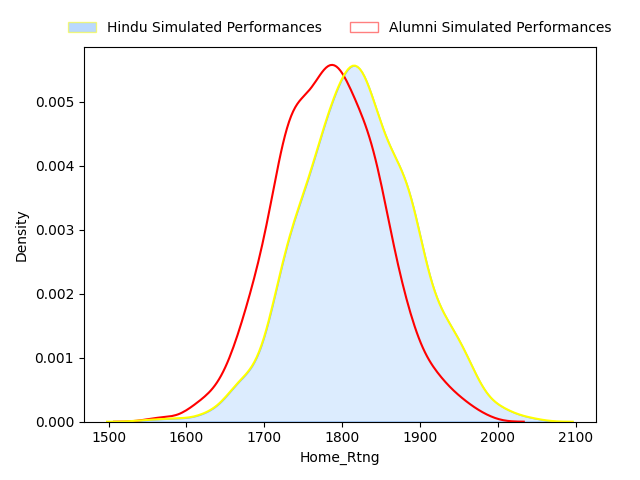 Hindu Simulated Performances Alumni Simulated Performances
0.005
0.004
0.003
0.002
0.001
0.000
Density
1500 1600 1700 1800 1900 2000 2100
Home_Rtng